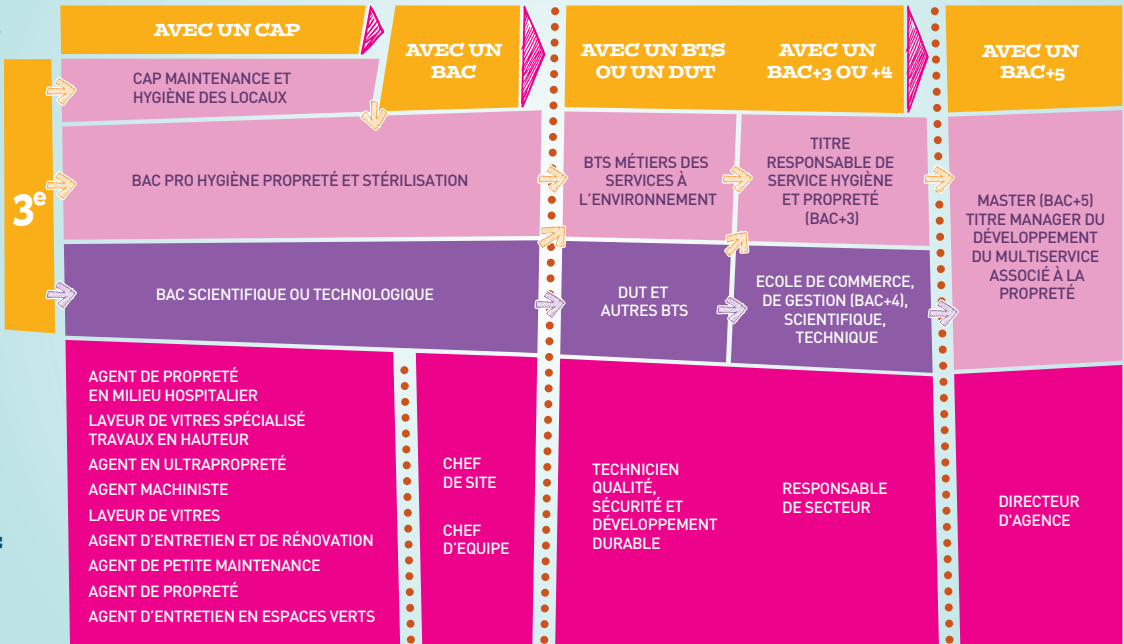 AVEC UN CAP
AVEC UN
BAC
AVEC UN BTS
OU UN DUT
AVEC UN
BAC+3 OU +4
AVEC UN
BAC+5
3e
CAP MAINTENANCE ET
HYGIÈNE DES LOCAUX
BAC PRO HYGIÈNE PROPRETÉ ET STÉRILISATION
BTS MÉTIERS DES
SERVICES À
L'ENVIRONNEMENT
TITRE
RESPONSABLE DE
SERVICE HYGIÈNE
ET PROPRETÉ
(BAC+3)
MASTER (BAC+5)
TITRE MANAGER DU
DÉVELOPPEMENT
DU MULTISERVICE
ASSOCIÉ À LA
PROPRETÉ
BAC SCIENTIFIQUE OU TECHNOLOGIQUE
DUT ET
AUTRES BTS
ECOLE DE COMMERCE,
DE GESTION (BAC+4),
SCIENTIFIQUE,
TECHNIQUE
AGENT DE PROPRETÉ
EN MILIEU HOSPITALIER
LAVEUR DE VITRES SPÉCIALISÉ
TRAVAUX EN HAUTEUR
AGENT EN ULTRAPROPRETÉ
AGENT MACHINISTE
LAVEUR DE VITRES
AGENT D'ENTRETIEN ET DE RÉNOVATION
AGENT DE PETITE MAINTENANCE
AGENT DE PROPRETÉ
AGENT D'ENTRETIEN EN ESPACES VERTS
CHEF
DE SITE
CHEF
D'EQUIPE
TECHNICIEN
QUALITÉ,
SÉCURITÉ ET
DÉVELOPPEMENT
DURABLE
RESPONSABLE
DE SECTEUR
DIRECTEUR
D'AGENCE